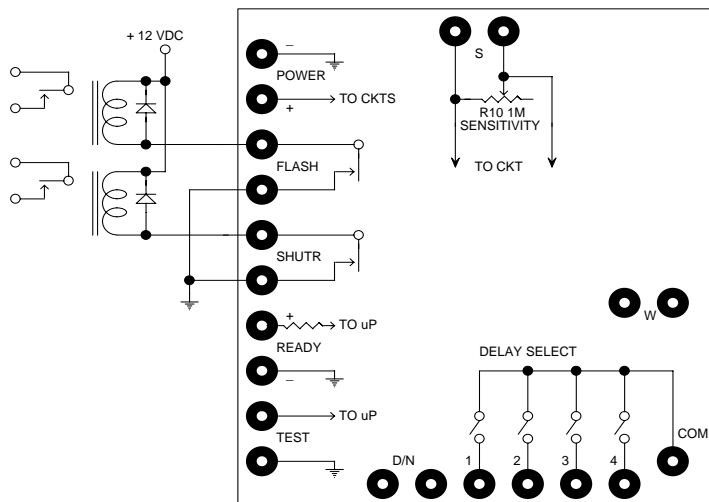 + 12 VDC
−
POWER
+
TO CKTS
S
R10 1M
SENSITIVITY
TO CKT
FLASH
SHUTR
+
TO uP
READY
−
TO uP
TEST
W
DELAY SELECT
COM
D/N
1
2
3
4